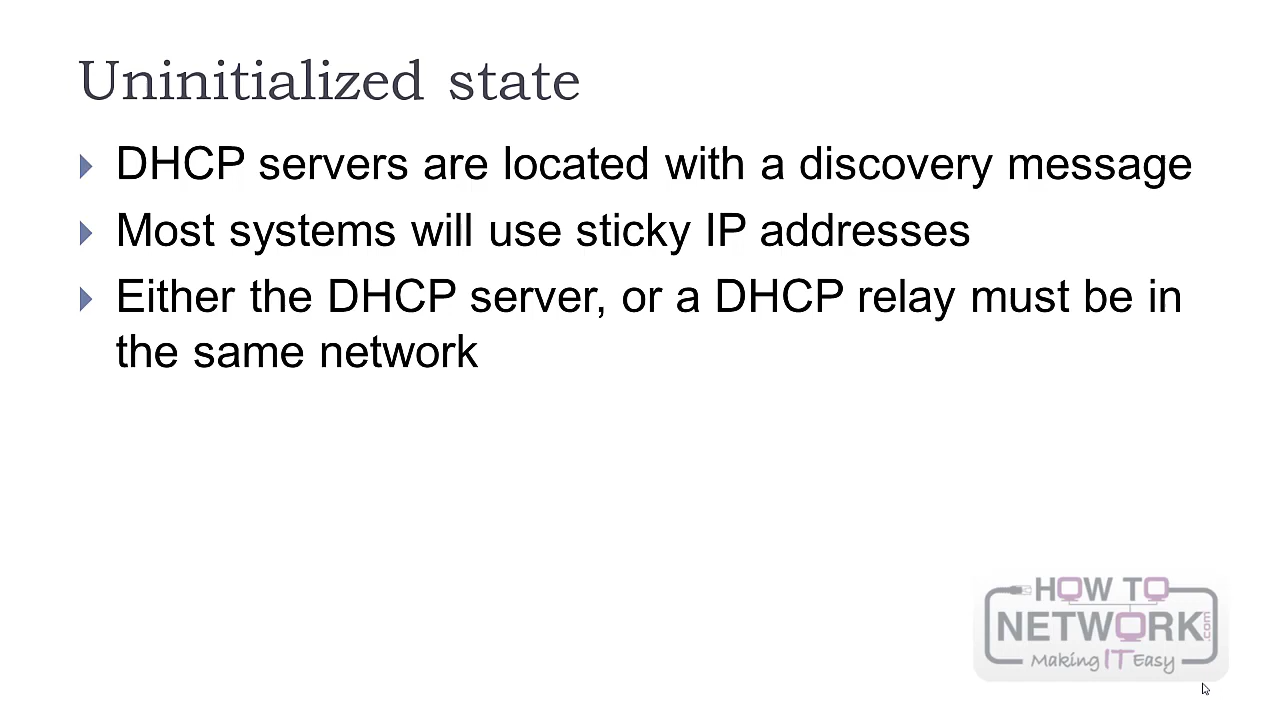 Uninitialized state
DHCP servers are located with a discovery message
Most systems will use sticky IP addresses
Either the DHCP server, or a DHCP relay must be in
the same network
HOW TO
NETWORK.com
Making IT Easy